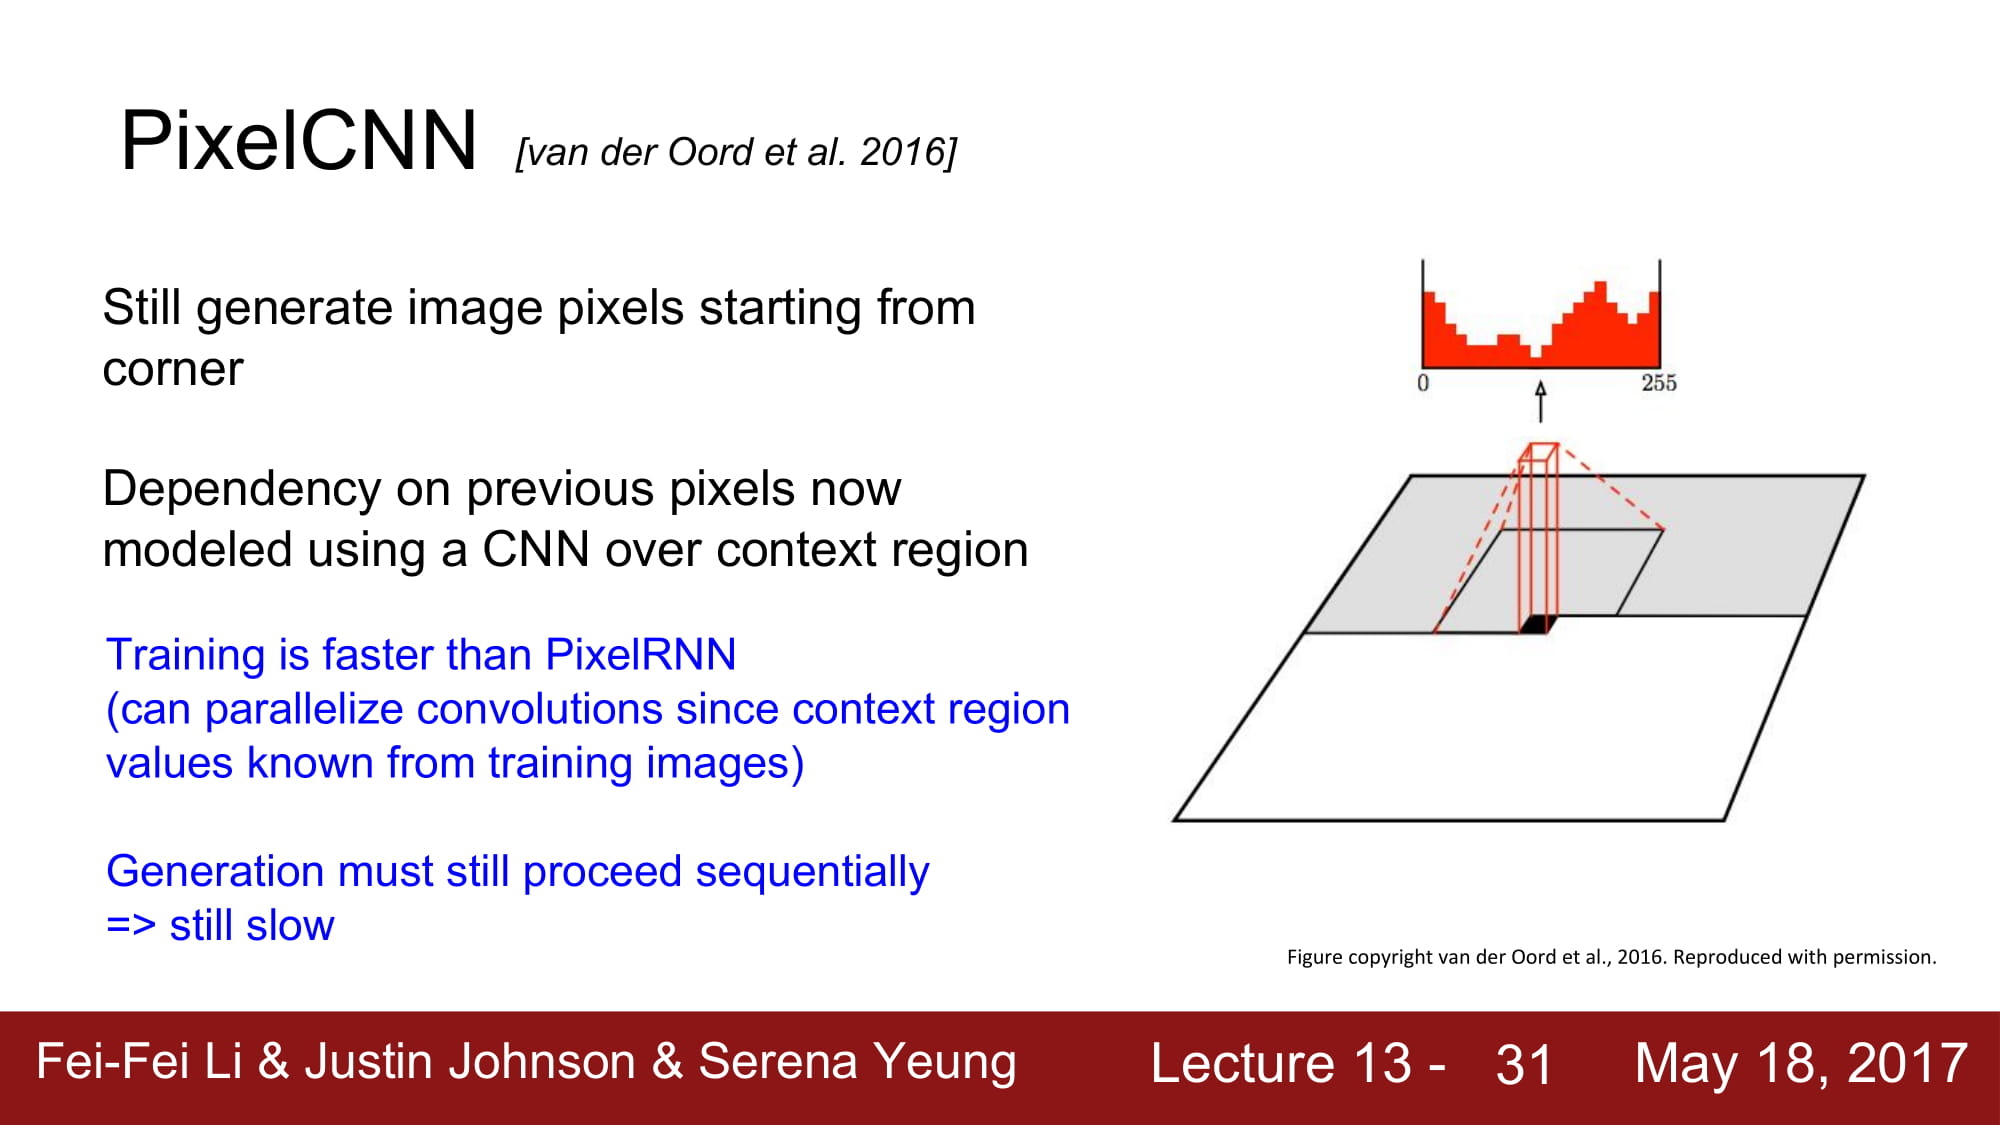 PixelCNN [van der Oord et al. 2016]
Still generate image pixels starting from
corner
Dependency on previous pixels now
modeled using a CNN over context region
Training is faster than PixelRNN
(can parallelize convolutions since context region
values known from training images)
Generation must still proceed sequentially
=> still slow
0 255
Figure copyright van der Oord et al., 2016. Reproduced with permission.
Fei-Fei Li & Justin Johnson & Serena Yeung Lecture 13 - 31 May 18, 2017